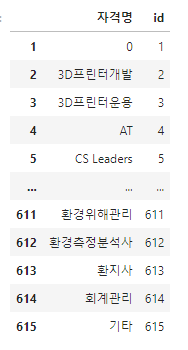 자격명 id
1 0 1
2 3D프린터개발 2
3 3D프린터운용 3
4 AT 4
5 CS Leaders 5
... ... ...
611 환경위해관리 611
612 환경측정분석사 612
613 환지사 613
614 회계관리 614
615 기타 615